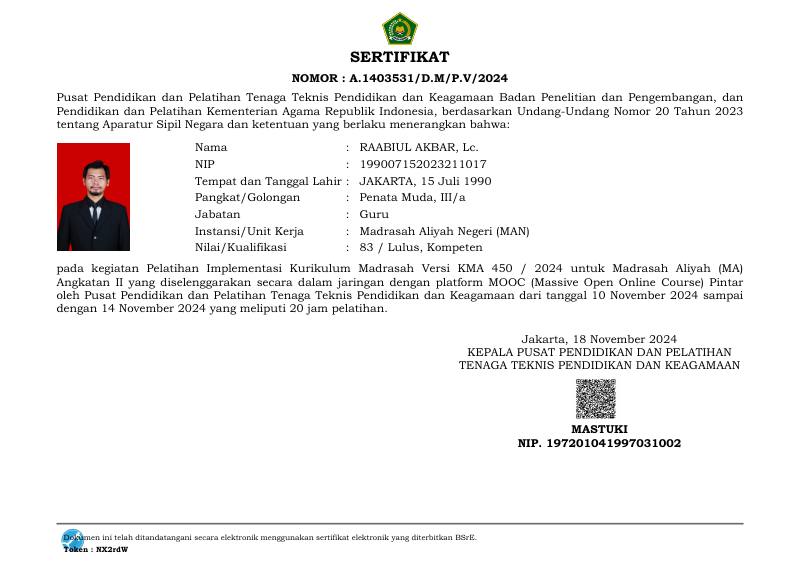 SERTIFIKAT
NOMOR : A.1403531/D.M/P.V/2024
Pusat Pendidikan dan Pelatihan Tenaga Teknis Pendidikan dan Keagamaan Badan Penelitian dan Pengembangan, dan
Pendidikan dan Pelatihan Kementerian Agama Republik Indonesia, berdasarkan Undang-Undang Nomor 20 Tahun 2023
tentang Aparatur Sipil Negara dan ketentuan yang berlaku menerangkan bahwa:
Nama : RAABIUL AKBAR, Lc.
NIP : 199007152023211017
Tempat dan Tanggal Lahir : JAKARTA, 15 Juli 1990
Pangkat/Golongan : Penata Muda, III/a
Jabatan : Guru
Instansi/Unit Kerja : Madrasah Aliyah Negeri (MAN)
Nilai/Kualifikasi : 83 / Lulus, Kompeten
pada kegiatan Pelatihan Implementasi Kurikulum Madrasah Versi KMA 450 / 2024 untuk Madrasah Aliyah (MA)
Angkatan II yang diselenggarakan secara dalam jaringan dengan platform MOOC (Massive Open Online Course) Pintar
oleh Pusat Pendidikan dan Pelatihan Tenaga Teknis Pendidikan dan Keagamaan dari tanggal 10 November 2024 sampai
dengan 14 November 2024 yang meliputi 20 jam pelatihan.
Jakarta, 18 November 2024
KEPALA PUSAT PENDIDIKAN DAN PELATIHAN
TENAGA TEKNIS PENDIDIKAN DAN KEAGAMAAN
MASTUKI
NIP. 197201041997031002
Dokumen ini telah ditandatangani secara elektronik menggunakan sertifikat elektronik yang diterbitkan BSrE.
Token : NX2rdW